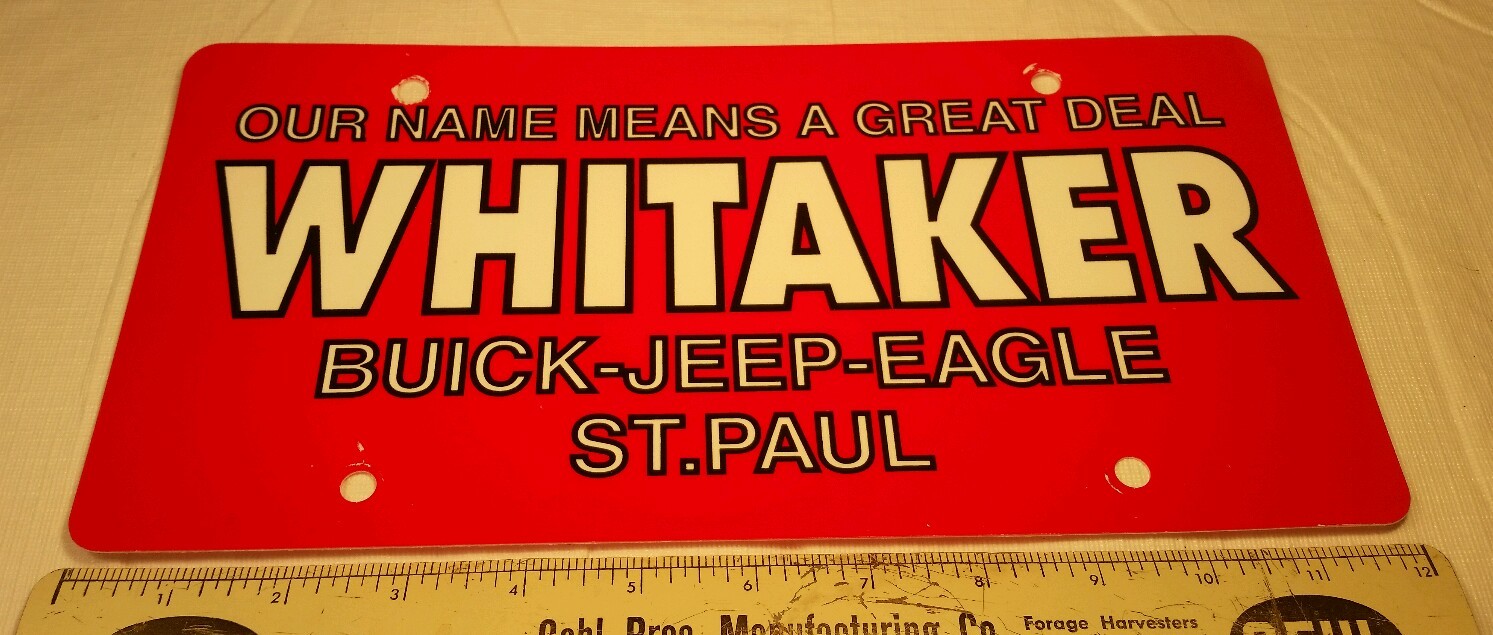 OUR NAME MEANS A GREAT DEAL
WHITAKER
BUICK-JEEP-EAGLE
ST.PAUL
1 2 3 4 5 6 7 8 9 10 11 12
Gehl Bros. Manufacturing Co.
Forage Harvesters